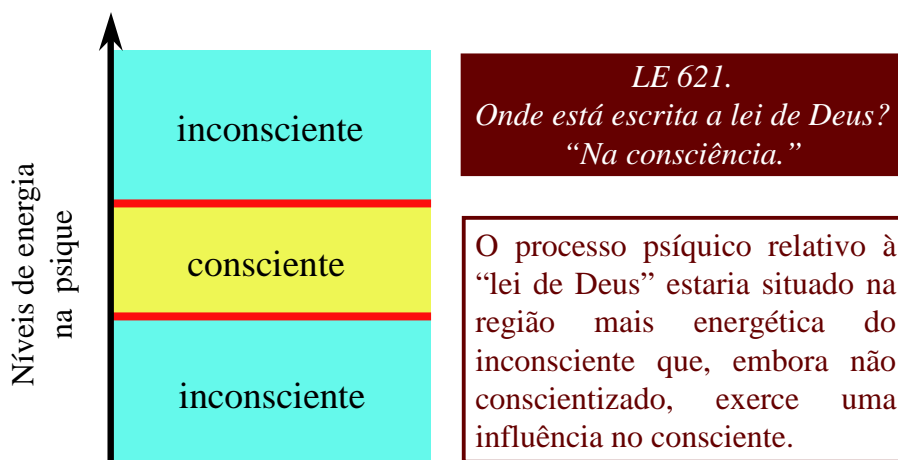 Níveis de energia
na psique
inconsciente
consciente
inconsciente
LE 621.
Onde está escrita a lei de Deus?
“Na consciência.”
O processo psíquico relativo à
“lei de Deus” estaria situado na
região mais energética do
inconsciente que, embora não
conscientizado, exerce uma
influência no consciente.